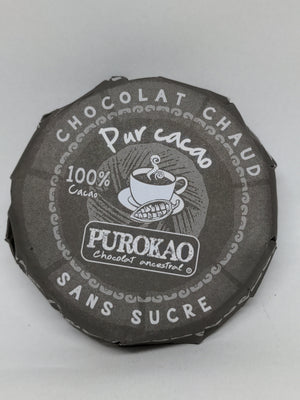 CHOCOLAT CHAUD
Pur cacao
100%
Cacao
PUROKAO
Chocolat ancestral ©
SANS SUCRE